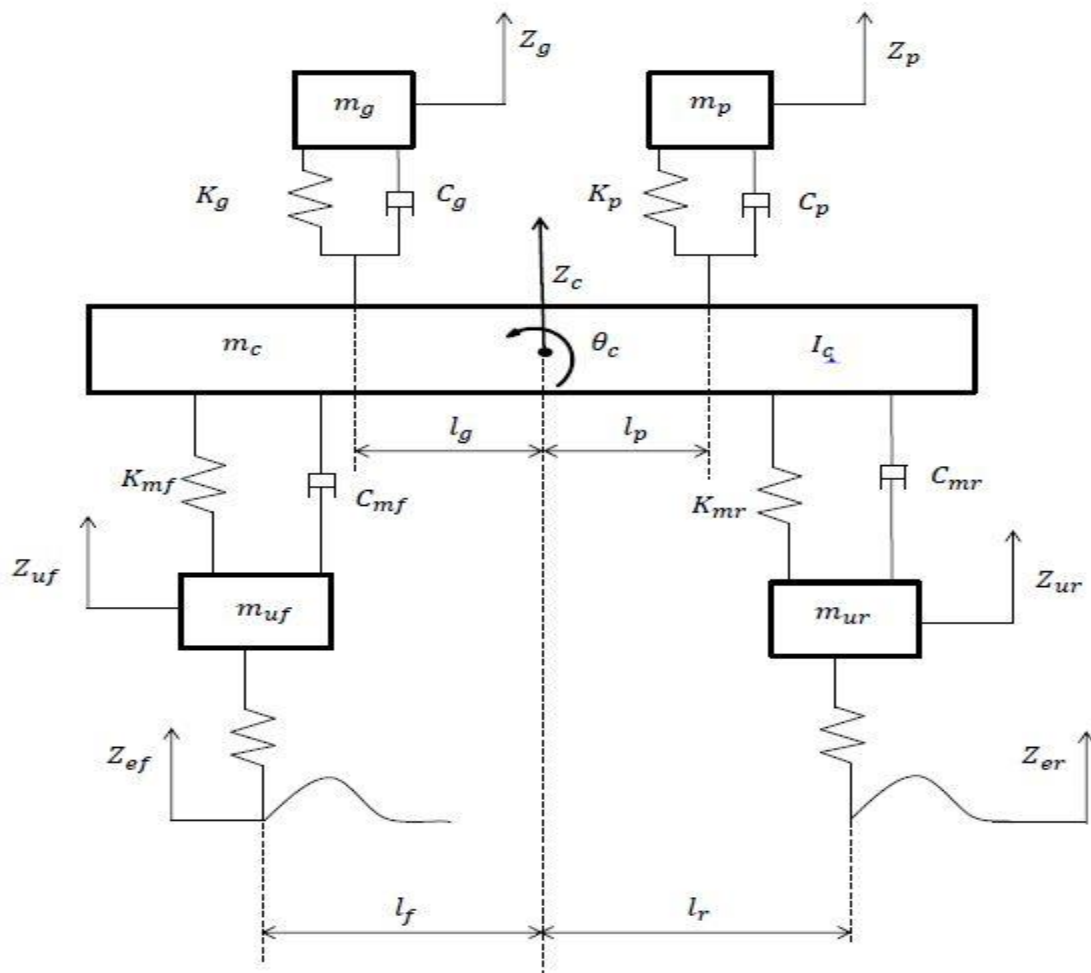 Z_g
Z_p
m_g
m_p
K_g
C_g
K_p
C_p
Z_c
m_c
θ_c
I_c
l_g
l_p
K_mf
C_mf
K_mr
C_mr
Z_uf
Z_ur
m_uf
m_ur
Z_ef
Z_er
l_f
l_r